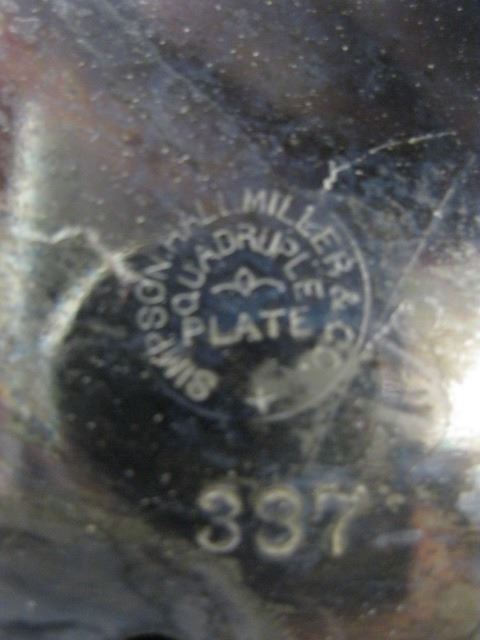 SIMPSON, HALL, MILLER & CO.
QUADRUPLE
PLATE
337